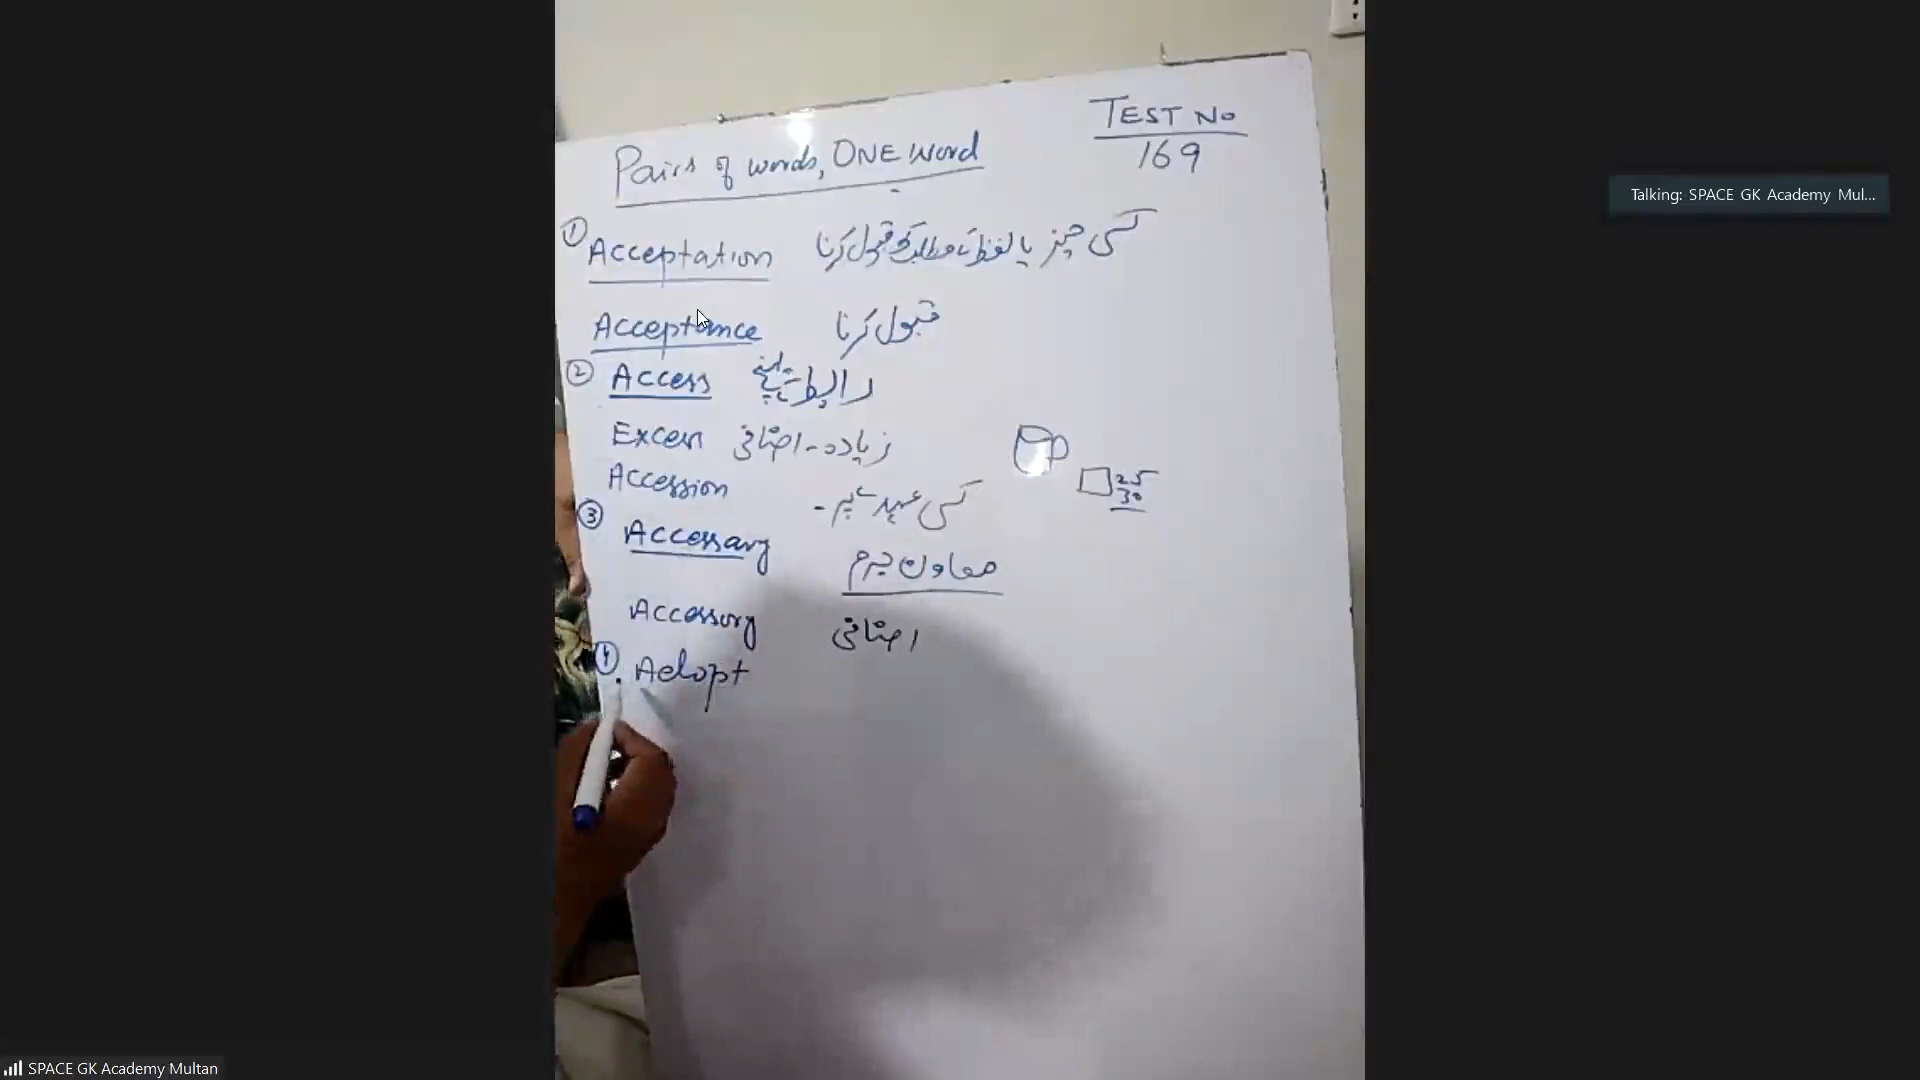 TEST NO
169
Pairs of words, ONE Word
① Acceptation کسی چیز یا لفظ کا مطلب قبول کرنا
Acceptance قبول کرنا
② Access رابطہ
Excess زیادہ - اضافی
Accession کسی عہدے پر -
25
30
③ Accessary معاون جرم
Accessory اضافی
④ Adopt
Talking: SPACE GK Academy Mul...
SPACE GK Academy Multan